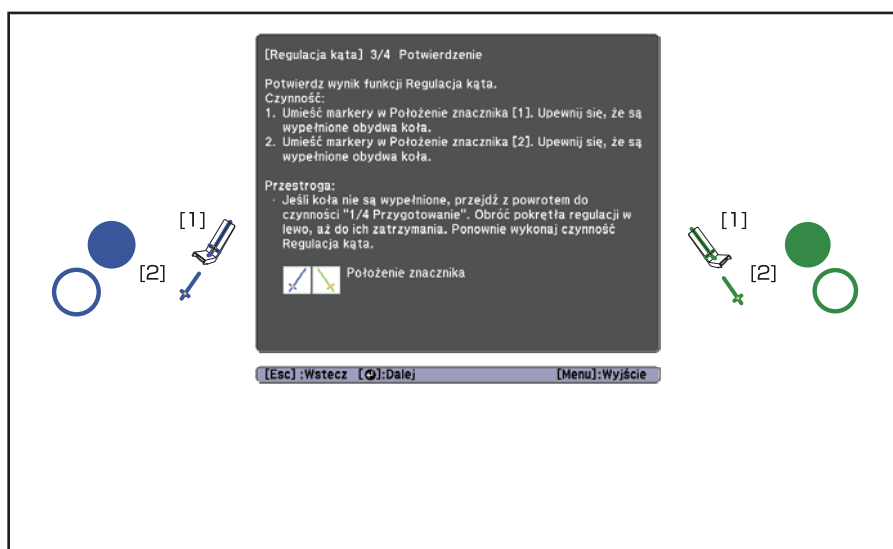 [Regulacja kąta] 3/4 Potwierdzenie
Potwierdz wynik funkcji Regulacja kąta.
Czynność:
1. Umieść markery w Położenie znacznika [1]. Upewnij się, że są
wypełnione obydwa koła.
2. Umieść markery w Położenie znacznika [2]. Upewnij się, że są
wypełnione obydwa koła.
Przestroga:
· Jeśli koła nie są wypełnione, przejdź z powrotem do
czynności "1/4 Przygotowanie". Obróć pokrętła regulacji w
lewo, aż do ich zatrzymania. Ponownie wykonaj czynność
Regulacja kąta.
Położenie znacznika
[1]
[2]
[1]
[2]
[Esc] :Wstecz [⏎]:Dalej [Menu]:Wyjście